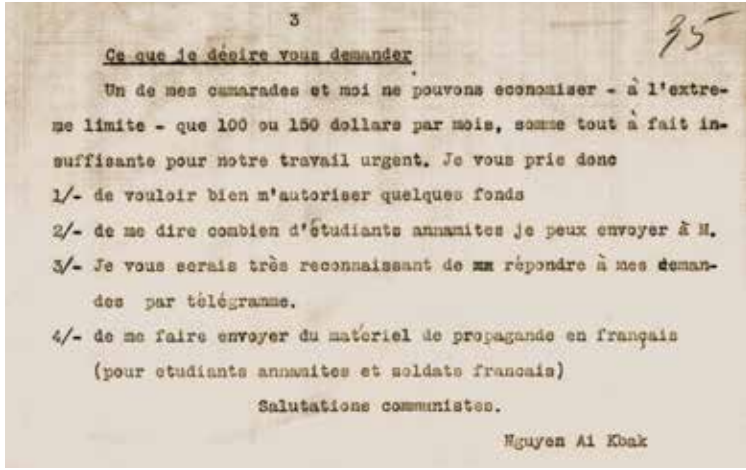 3
35
Ce que je désire vous demander
Un de mes camarades et moi ne pouvons economiser - à l'extre-
me limite - que 100 ou 150 dollars par mois, somme tout à fait in-
suffisante pour notre travail urgent. Je vous prie donc
1/- de vouloir bien m'autoriser quelques fonds
2/- de me dire combien d'étudiants annamites je peux envoyer à M.
3/- Je vous serais très reconnaissant de répondre à mes deman-
des par télégramme.
4/- de me faire envoyer du matériel de propagande en français
(pour etudiants annamites et soldats francais)
Salutations communistes.
Nguyen Ai Kbak